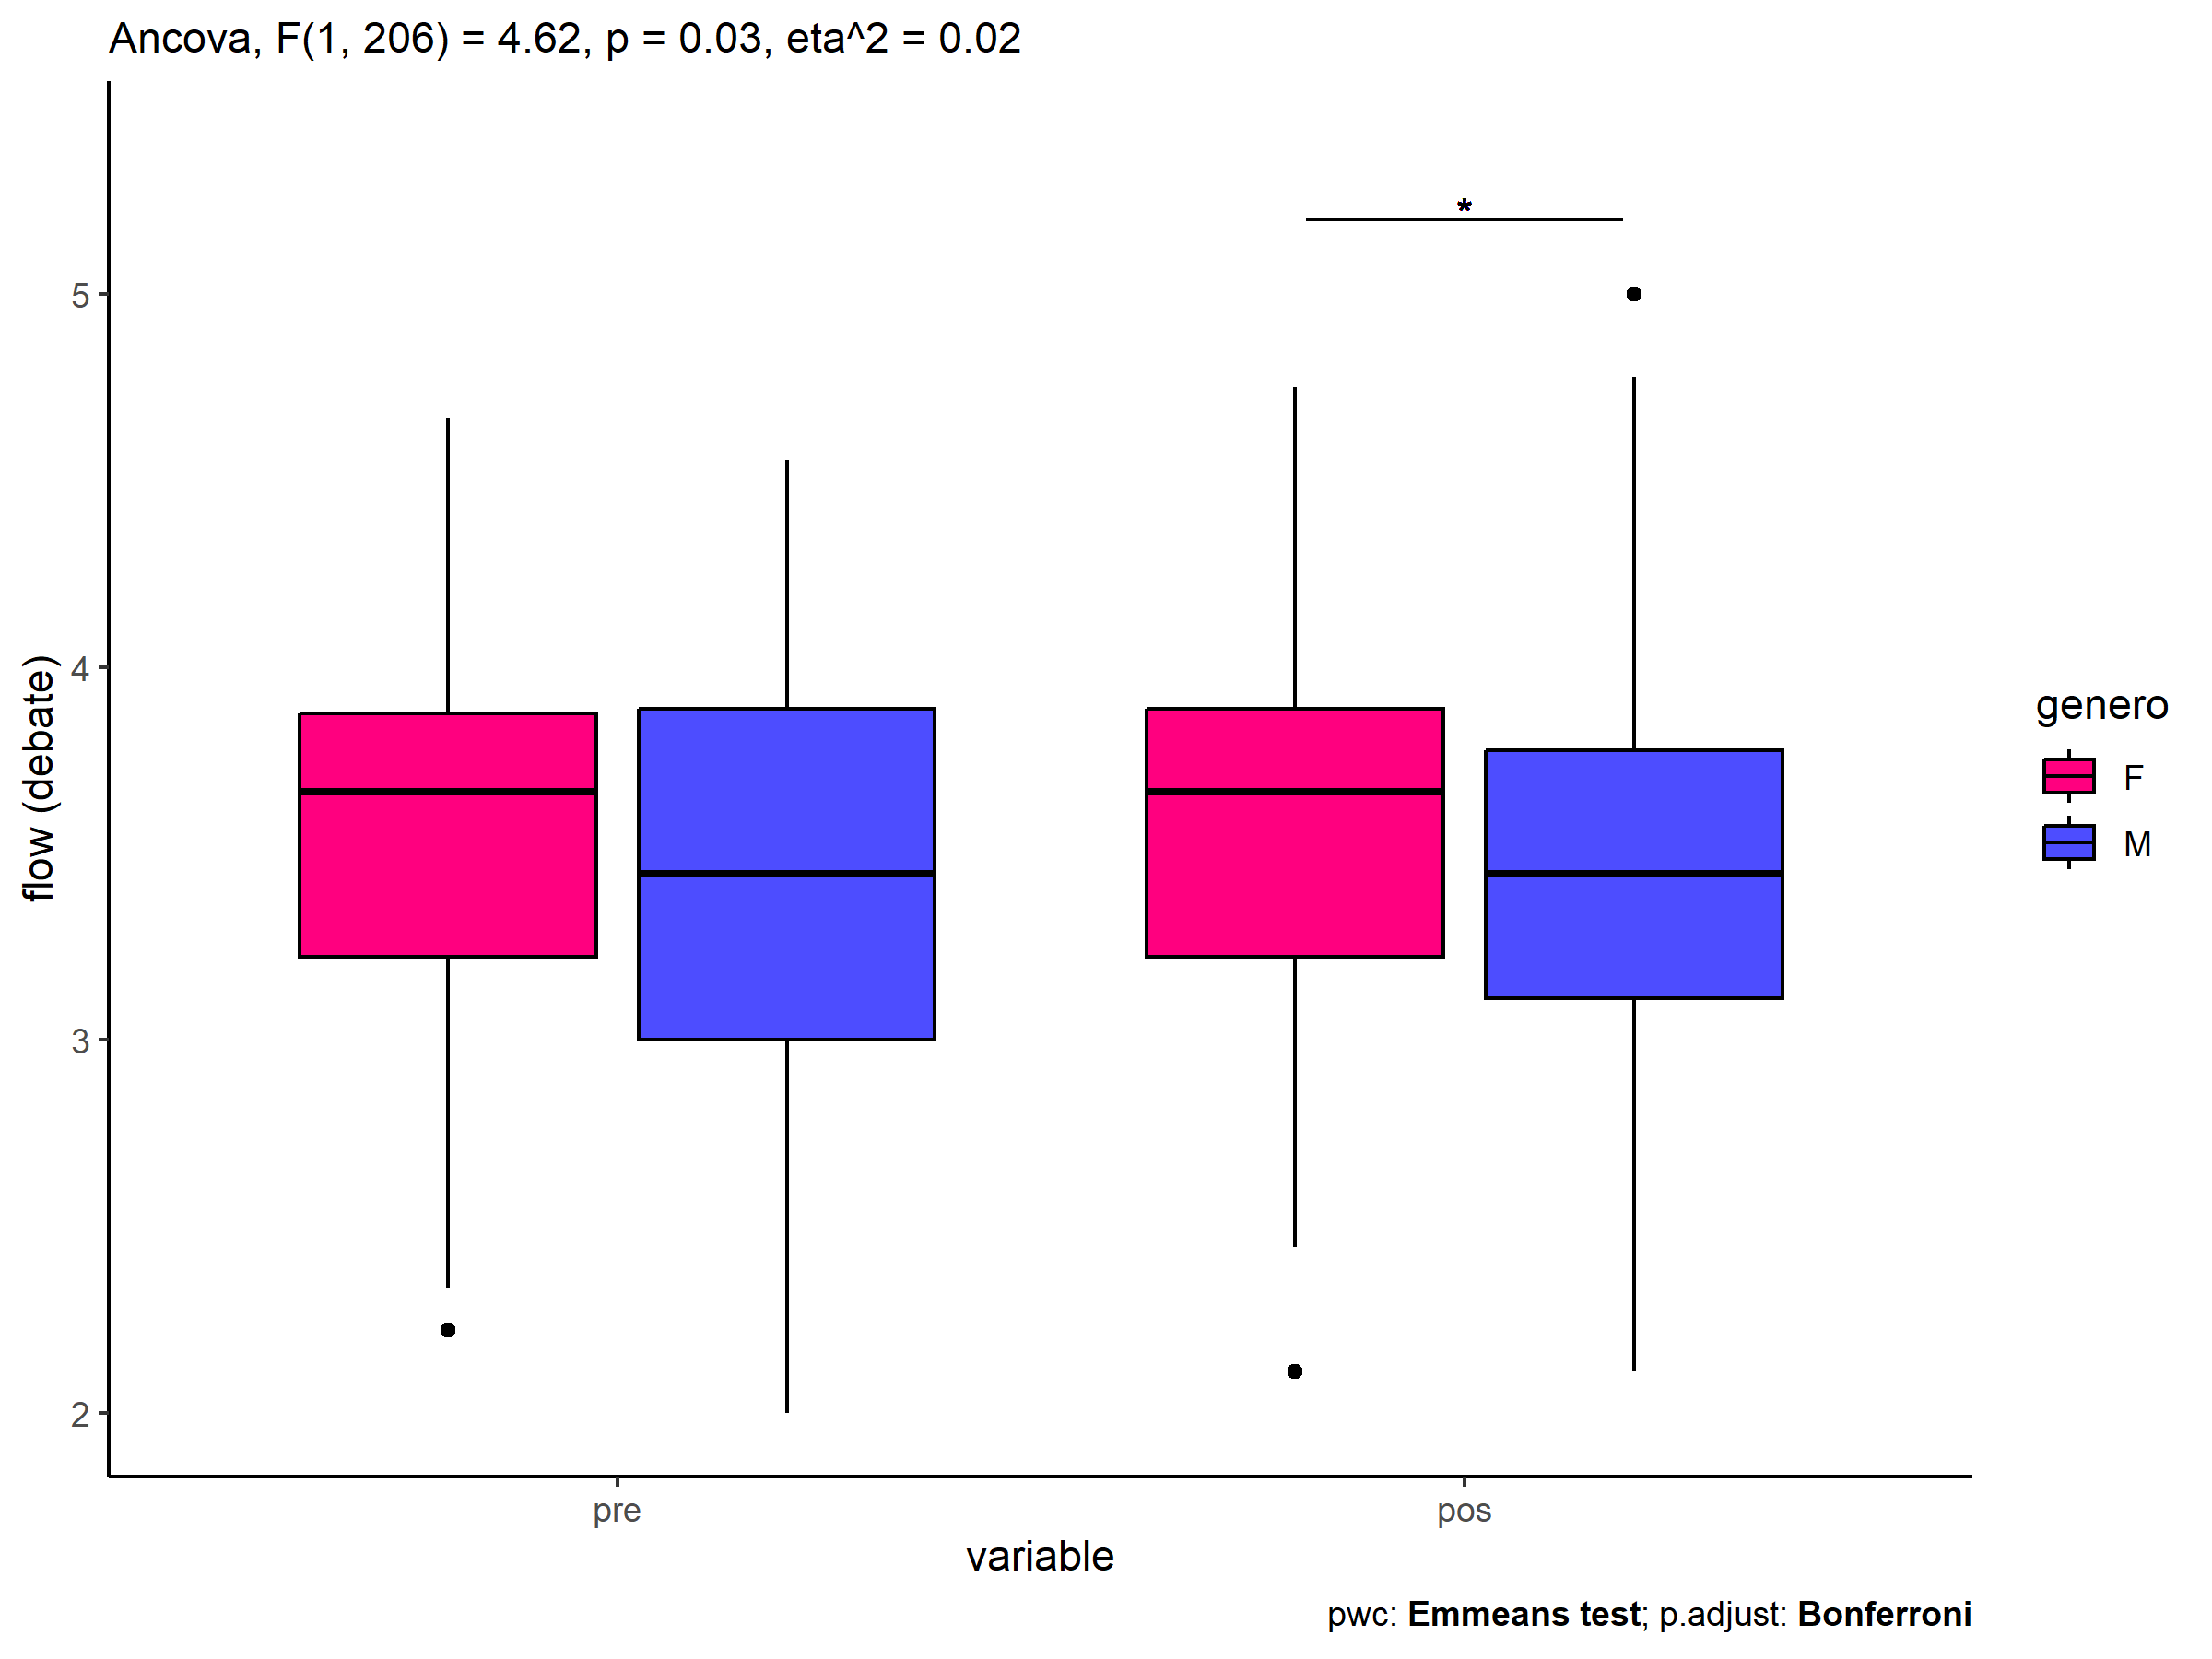 Ancova, F(1, 206) = 4.62, p = 0.03, eta^2 = 0.02
*
5
4
3
2
flow (debate)
pre
pos
variable
genero
F
M
pwc: Emmeans test; p.adjust: Bonferroni